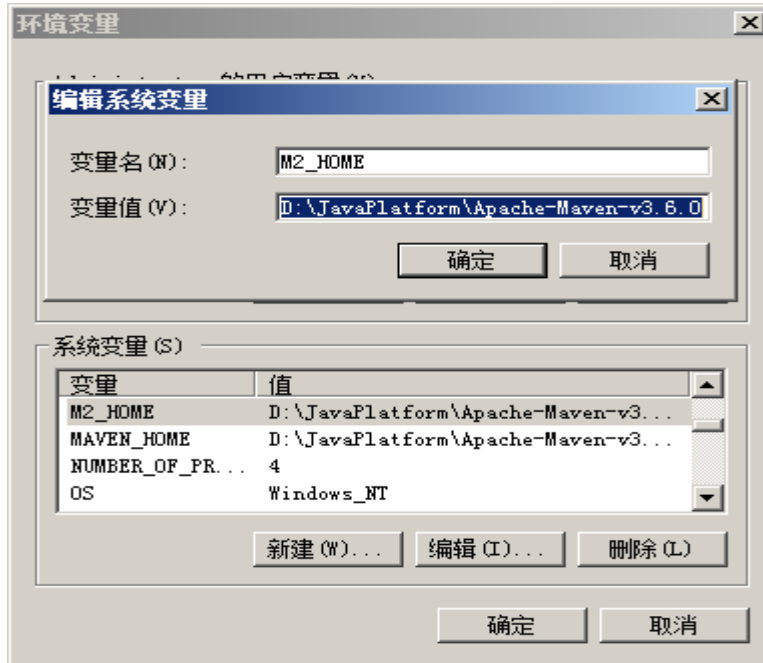 环境变量
编辑系统变量
变量名(N): M2_HOME
变量值(V): D:\JavaPlatform\Apache-Maven-v3.6.0
确定 取消
系统变量(S)
变量 值
M2_HOME D:\JavaPlatform\Apache-Maven-v3...
MAVEN_HOME D:\JavaPlatform\Apache-Maven-v3...
NUMBER_OF_PR... 4
OS Windows_NT
新建(W)... 编辑(I)... 删除(L)
确定 取消